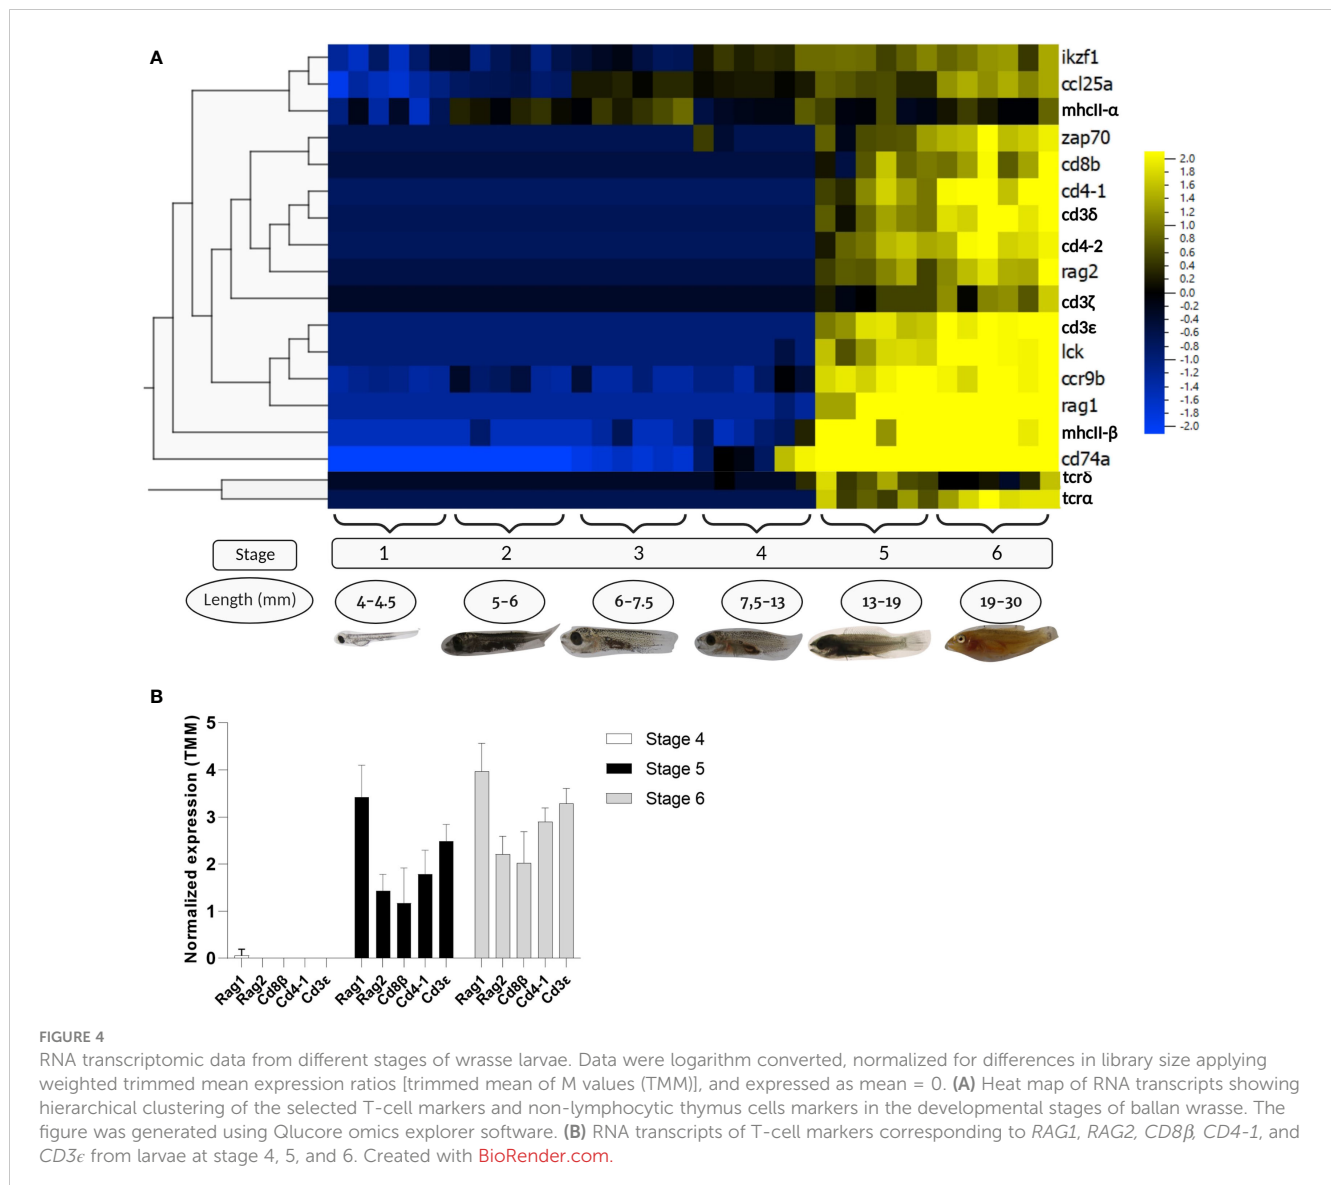 A
ikzf1
ccl25a
mhcII-α
zap70
cd8b
cd4-1
cd3δ
cd4-2
rag2
cd3ζ
cd3ε
lck
ccr9b
rag1
mhcII-β
cd74a
tcrδ
tcrα
2.0
1.8
1.6
1.4
1.2
1.0
0.8
0.6
0.4
0.2
0.0
-0.2
-0.4
-0.6
-0.8
-1.0
-1.2
-1.4
-1.6
-1.8
-2.0
Stage 1 2 3 4 5 6
Length (mm) 4-4.5 5-6 6-7.5 7,5-13 13-19 19-30
B
Normalized expression (TMM)
5
4
3
2
1
0
Rag1 Rag2 Cd8β Cd4-1 Cd3ε Rag1 Rag2 Cd8β Cd4-1 Cd3ε Rag1 Rag2 Cd8β Cd4-1 Cd3ε
Stage 4
Stage 5
Stage 6
FIGURE 4
RNA transcriptomic data from different stages of wrasse larvae. Data were logarithm converted, normalized for differences in library size applying
weighted trimmed mean expression ratios [trimmed mean of M values (TMM)], and expressed as mean = 0. (A) Heat map of RNA transcripts showing
hierarchical clustering of the selected T-cell markers and non-lymphocytic thymus cells markers in the developmental stages of ballan wrasse. The
figure was generated using Qlucore omics explorer software. (B) RNA transcripts of T-cell markers corresponding to RAG1, RAG2, CD8β, CD4-1, and
CD3ϵ from larvae at stage 4, 5, and 6. Created with BioRender.com.